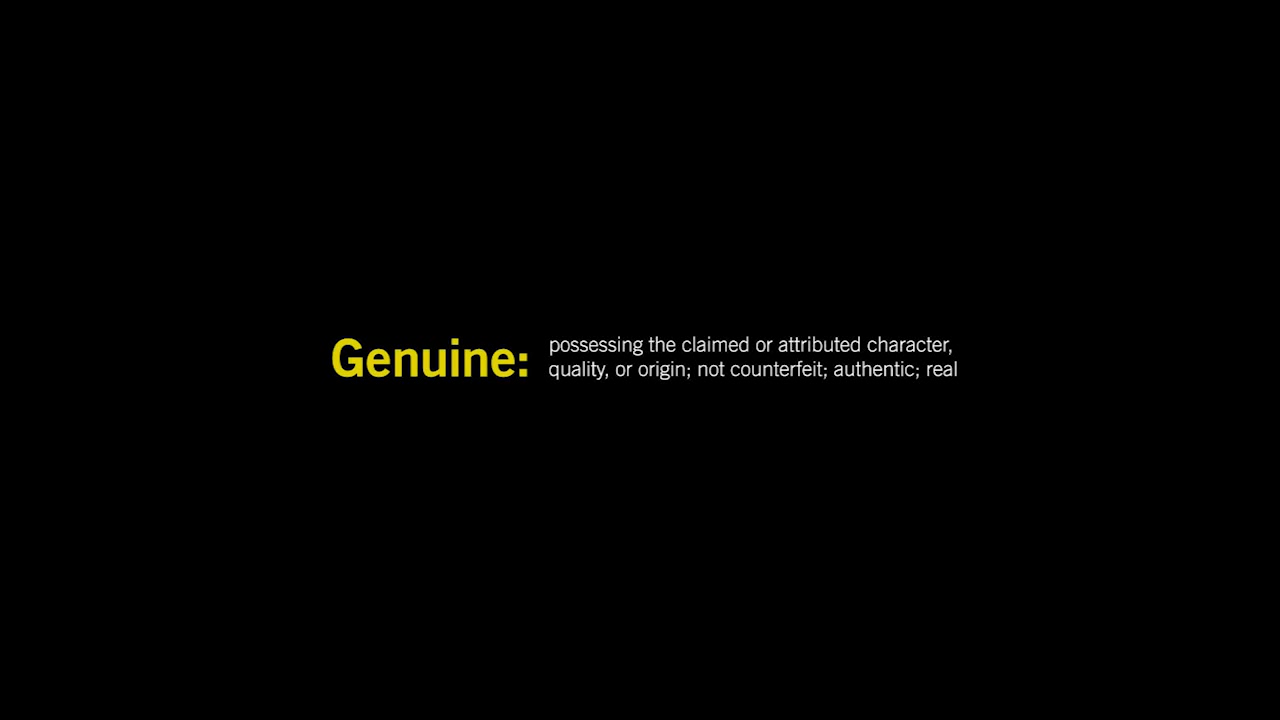 Genuine:
possessing the claimed or attributed character,
quality, or origin; not counterfeit; authentic; real